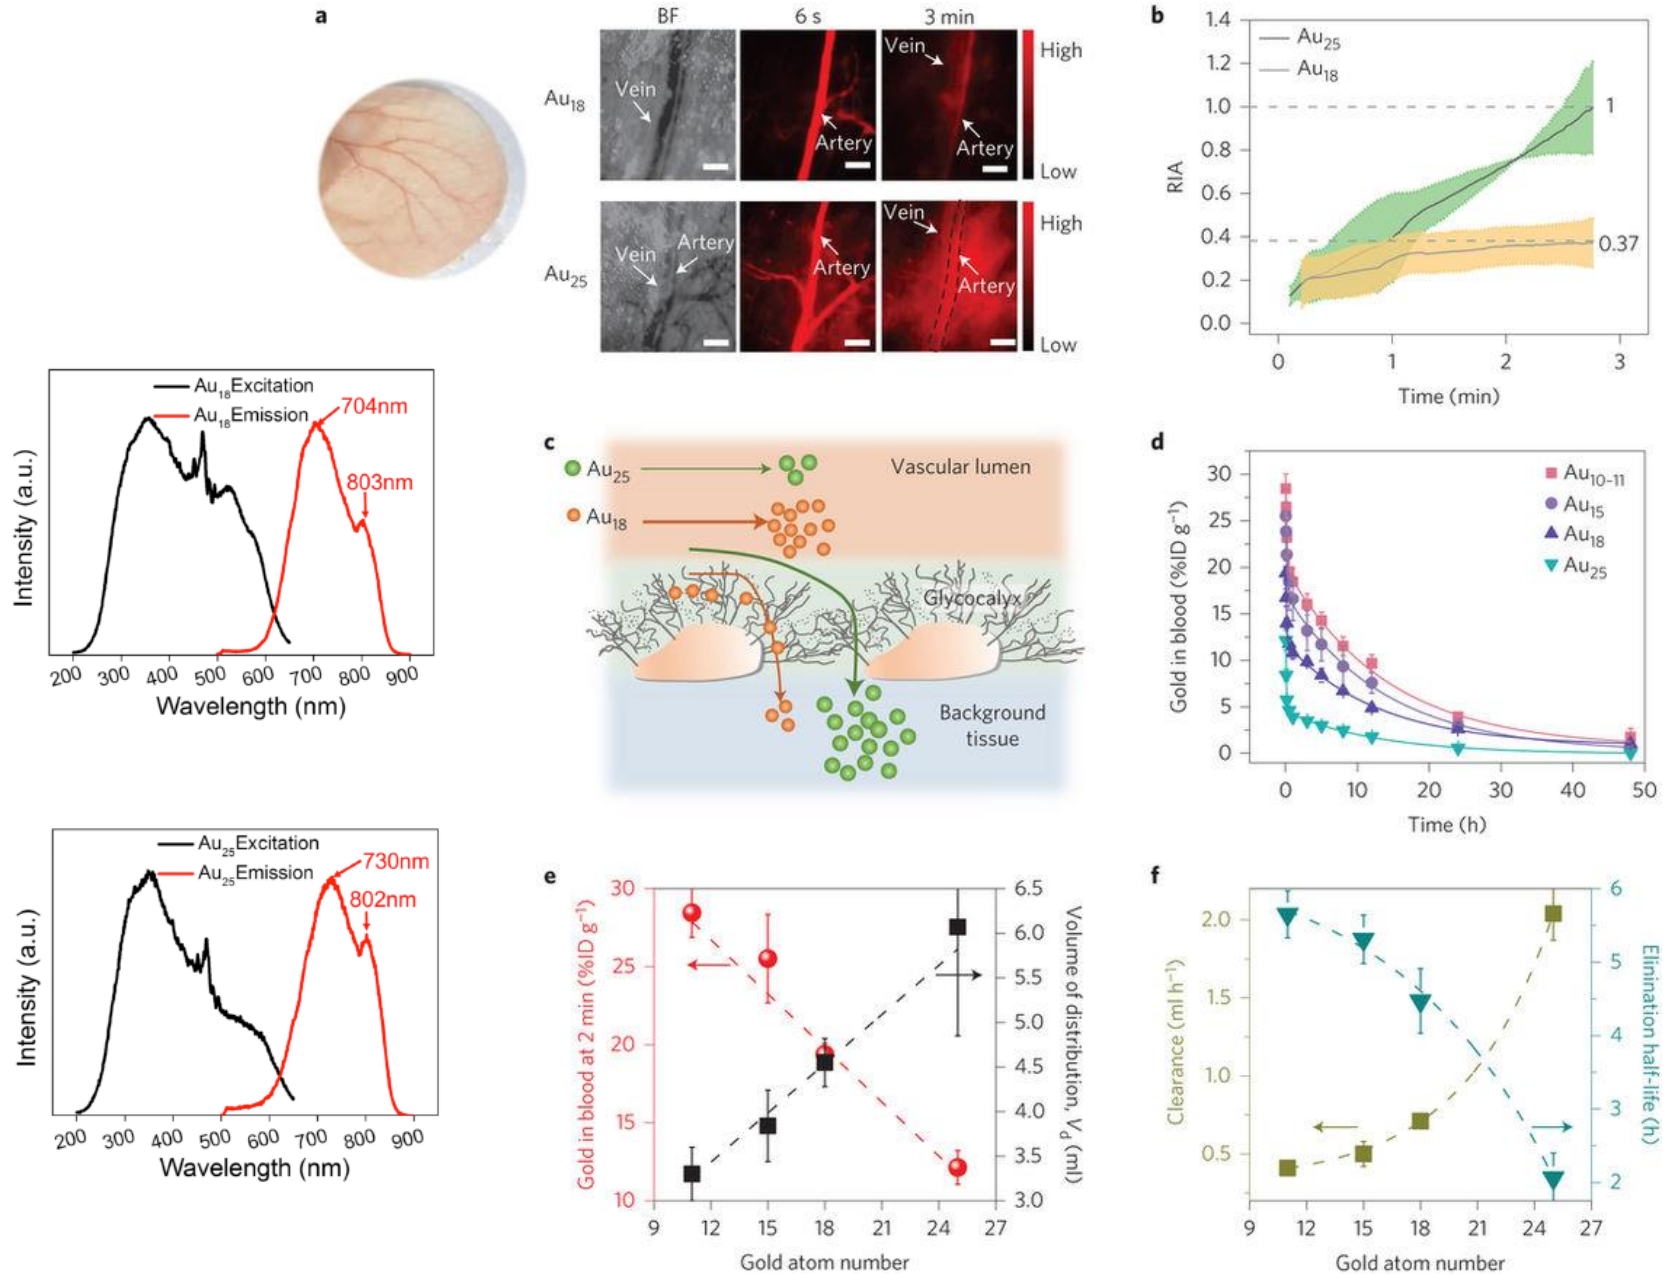 a
BF
6 s
3 min
Au18
Vein
Artery
Vein
Artery
High
Low
Au25
Vein
Artery
Artery
Vein
Artery
High
Low
b
RIA
1.4
1.2
1.0
0.8
0.6
0.4
0.2
0.0
Au25
Au18
1
0.37
0
1
2
3
Time (min)
Au18Excitation
Au18Emission
704nm
803nm
Intensity (a.u.)
200 300 400 500 600 700 800 900
Wavelength (nm)
Au25Excitation
Au25Emission
730nm
802nm
Intensity (a.u.)
200 300 400 500 600 700 800 900
Wavelength (nm)
c
Au25
Au18
Vascular lumen
Glycocalyx
Background
tissue
d
Gold in blood (%ID g−1)
30
25
20
15
10
5
0
Au10–11
Au15
Au18
Au25
0 10 20 30 40 50
Time (h)
e
Gold in blood at 2 min (%ID g−1)
30
25
20
15
10
6.5
6.0
5.5
5.0
4.5
4.0
3.5
3.0
Volume of distribution, Vd (ml)
9 12 15 18 21 24 27
Gold atom number
f
Clearance (ml h−1)
2.0
1.5
1.0
0.5
6
5
4
3
2
Elinination half-life (h)
9 12 15 18 21 24 27
Gold atom number